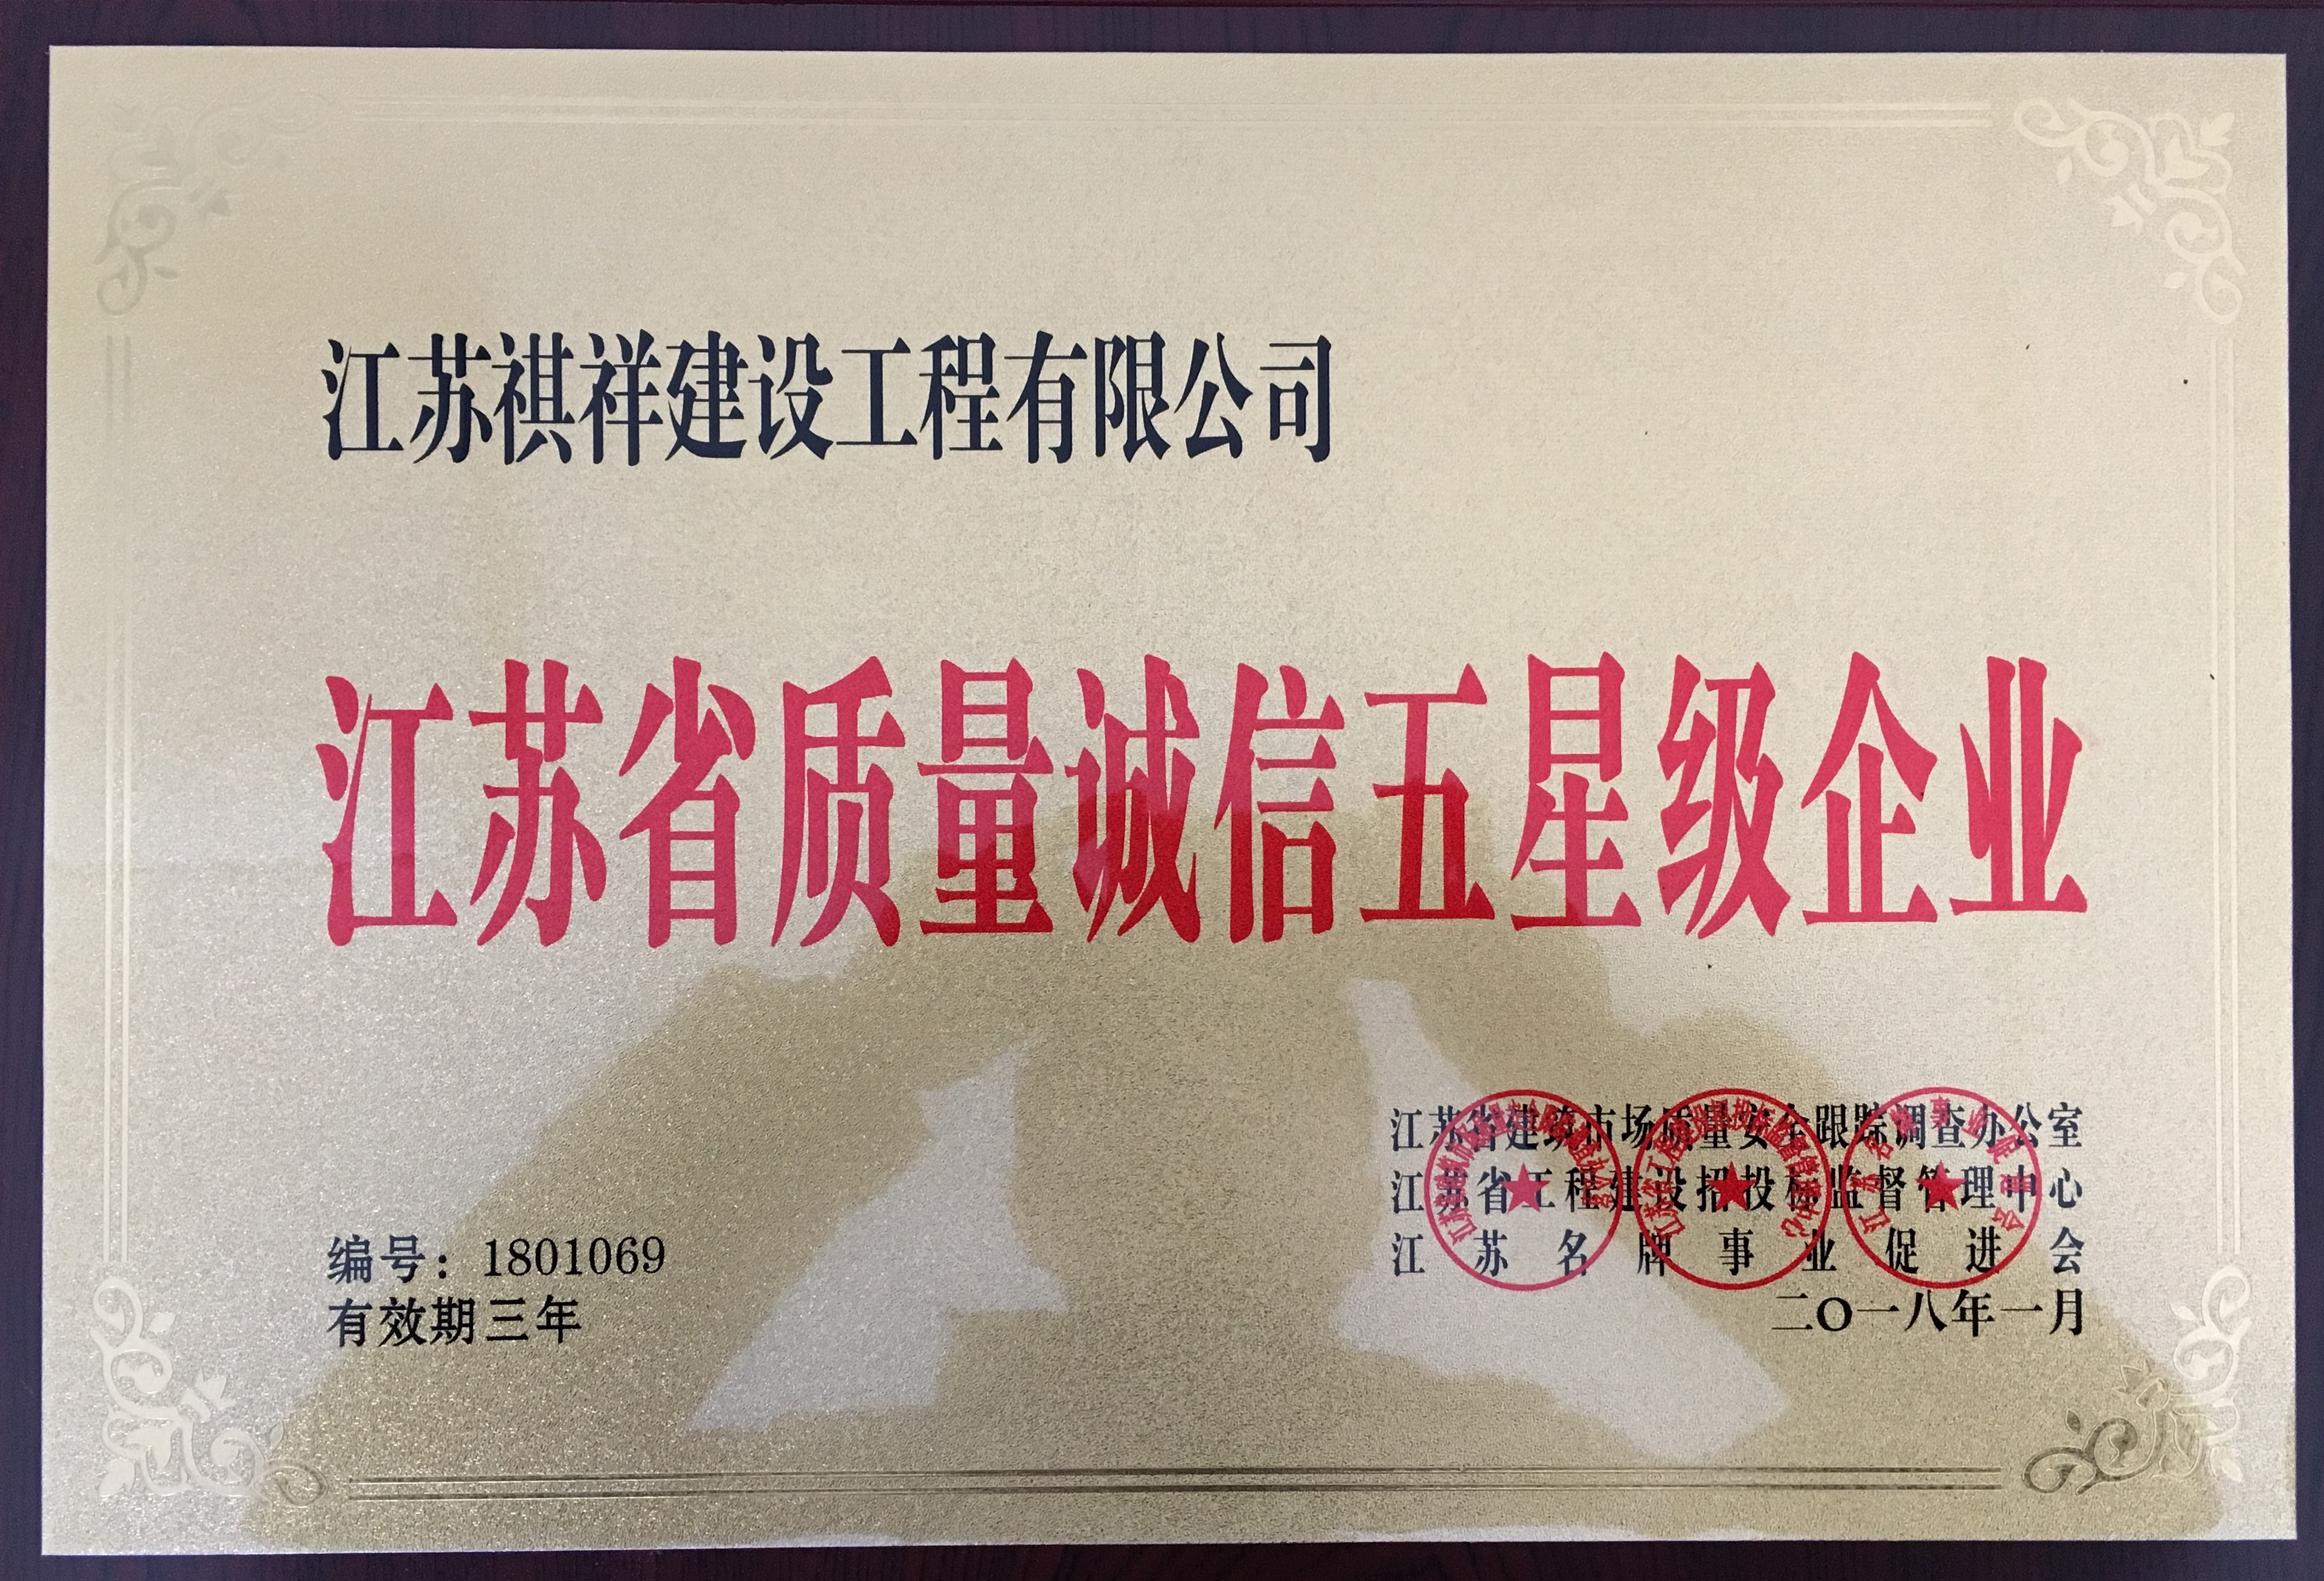 江苏祺祥建设工程有限公司
江苏省质量诚信五星级企业
编号：1801069
有效期三年
江苏省建筑市场质量安全跟踪调查办公室
江苏省工程建设招投标监督管理中心
江苏名牌事业促进会
二〇一八年一月